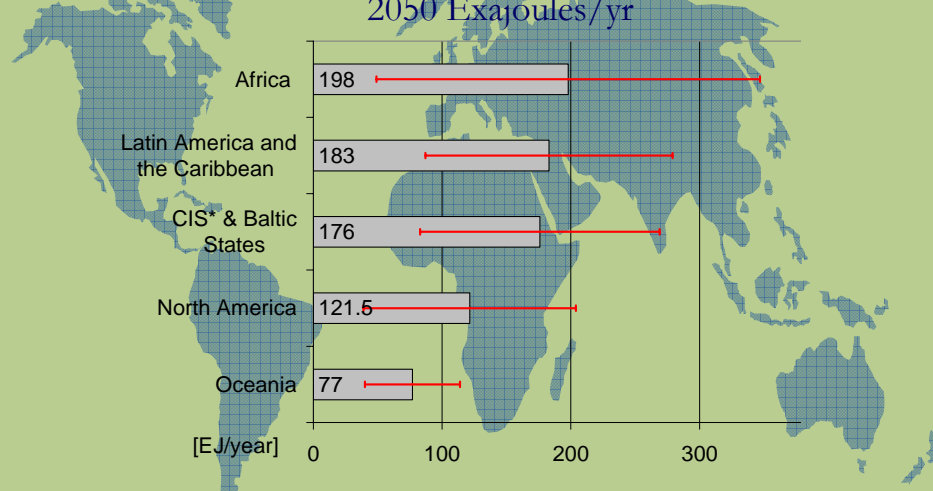 2050 Exajoules/yr
Africa 198
Latin America and
the Caribbean 183
CIS* & Baltic
States 176
North America 121.5
Oceania 77
[EJ/year] 0 100 200 300